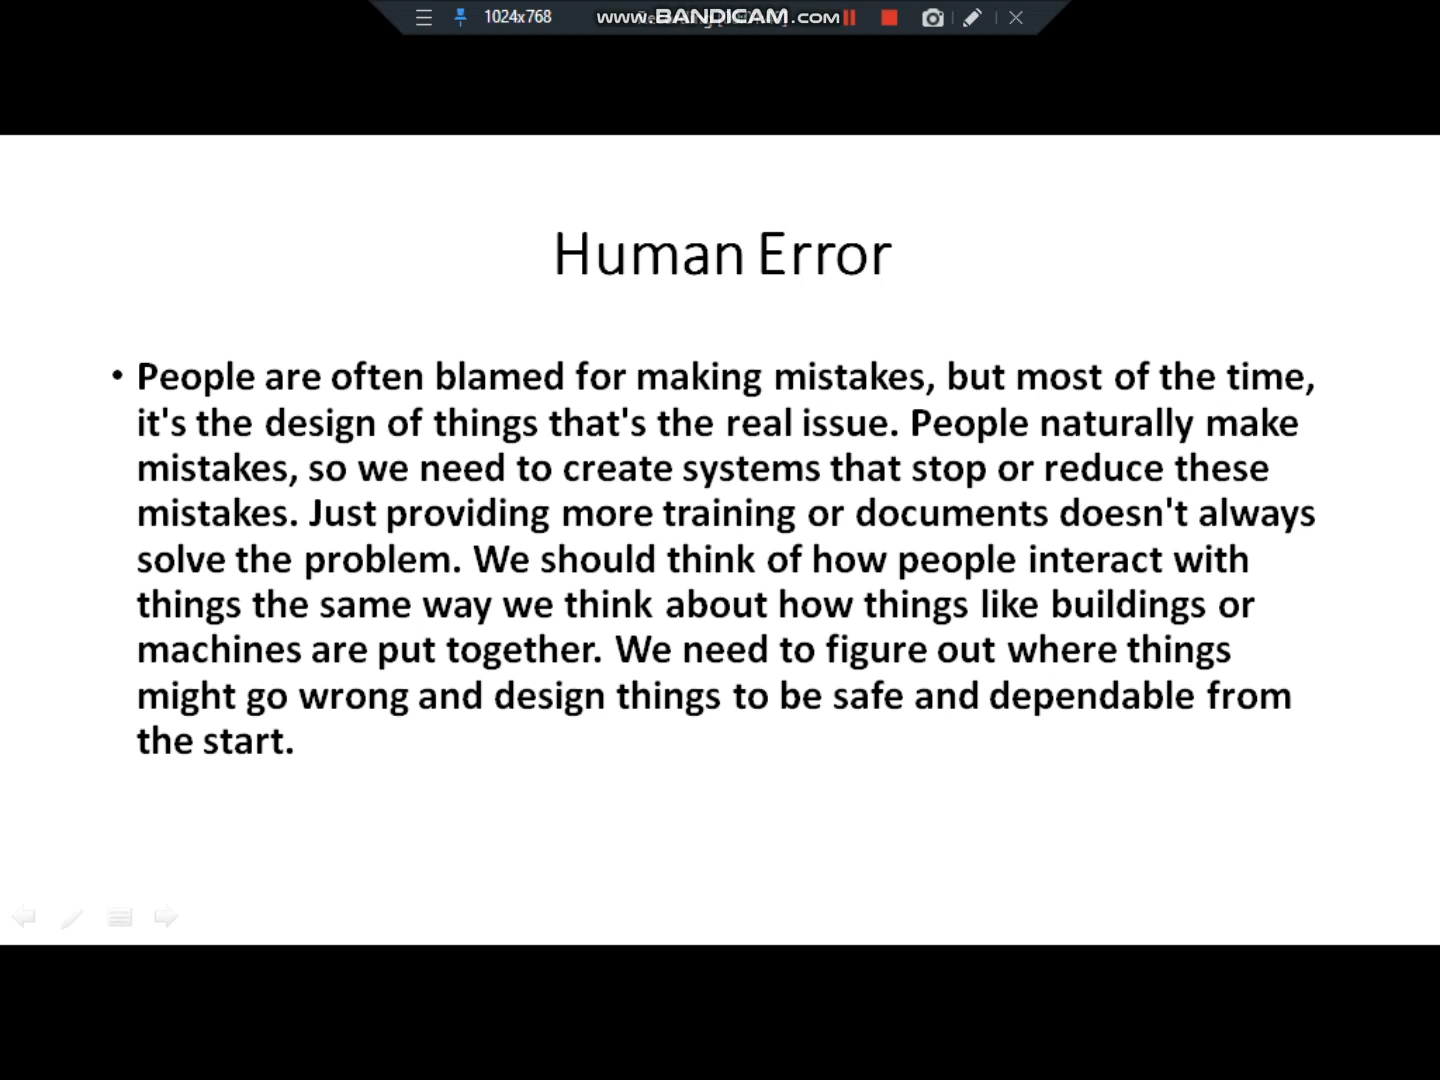 1024x768
www.BANDICAM.com
Human Error
• People are often blamed for making mistakes, but most of the time,
it's the design of things that's the real issue. People naturally make
mistakes, so we need to create systems that stop or reduce these
mistakes. Just providing more training or documents doesn't always
solve the problem. We should think of how people interact with
things the same way we think about how things like buildings or
machines are put together. We need to figure out where things
might go wrong and design things to be safe and dependable from
the start.